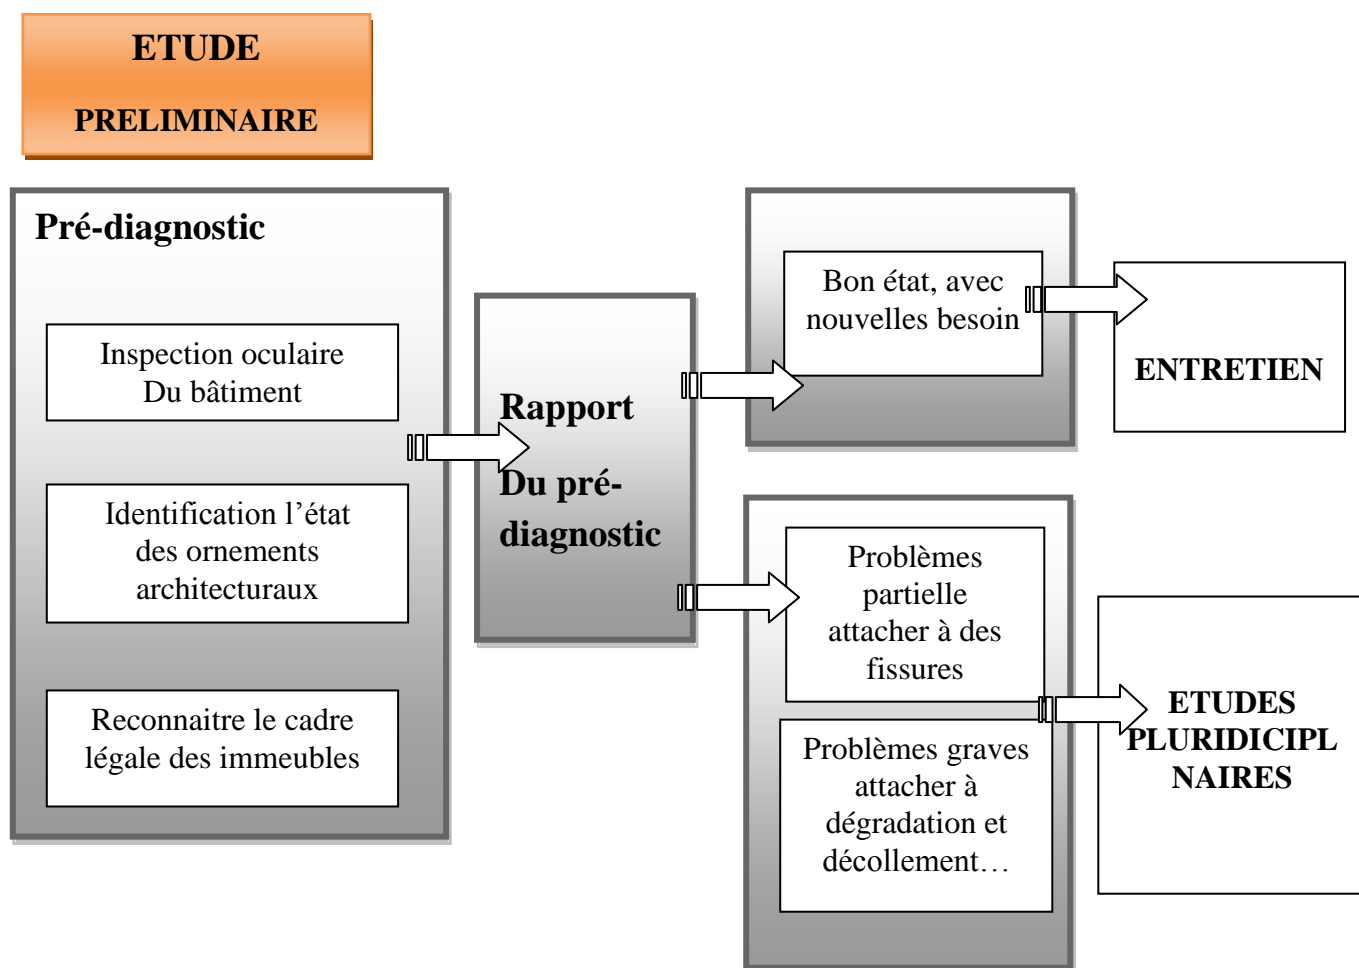 ETUDE
PRELIMINAIRE
Pré-diagnostic
Inspection oculaire
Du bâtiment
Identification l’état
des ornements
architecturaux
Reconnaitre le cadre
légale des immeubles
Rapport
Du pré-
diagnostic
Bon état, avec
nouvelles besoin
ENTRETIEN
Problèmes
partielle
attacher à des
fissures
Problèmes graves
attacher à
dégradation et
décollement…
ETUDES
PLURIDICIPL
NAIRES